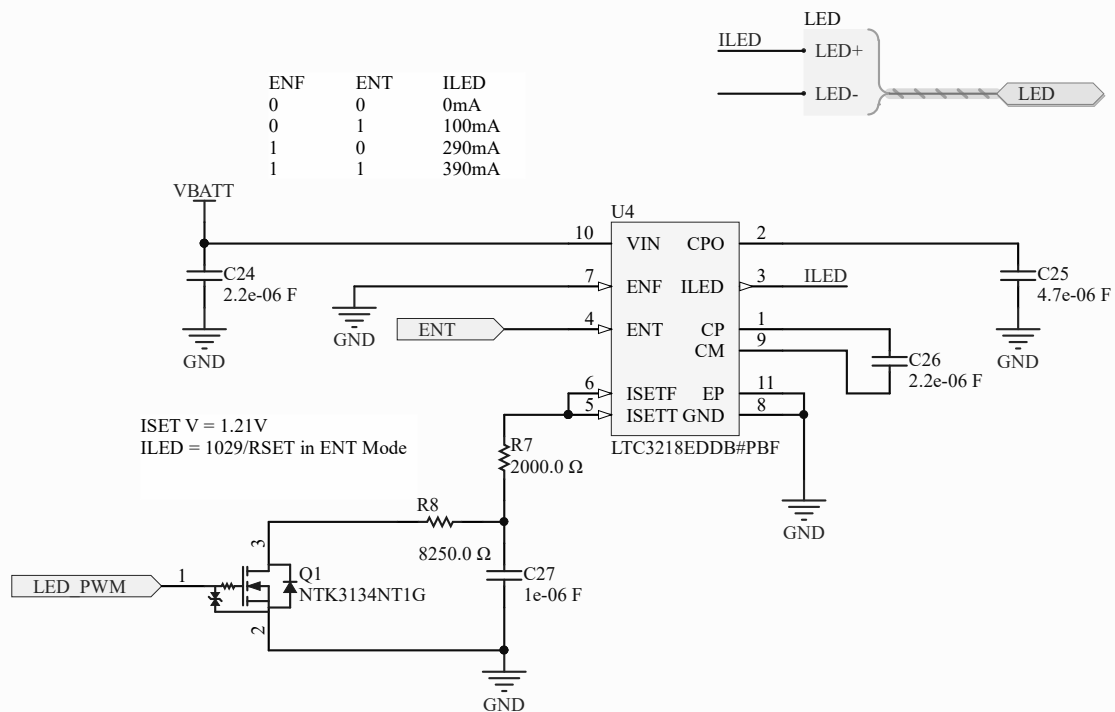 LED
ILED
LED+
LED-
LED
ENF ENT ILED
0 0 0mA
0 1 100mA
1 0 290mA
1 1 390mA
VBATT
U4
10 VIN CPO 2
C24
2.2e-06 F
7 ENF ILED 3 ILED
C25
4.7e-06 F
GND
GND
ENT 4 ENT CP 1
CM 9
GND
C26
2.2e-06 F
6 ISETF EP 11
5 ISETT GND 8
LTC3218EDDB#PBF
ISET V = 1.21V
ILED = 1029/RSET in ENT Mode
R7
2000.0 Ω
R8
8250.0 Ω
GND
3
LED_PWM 1
Q1
NTK3134NT1G
2
C27
1e-06 F
GND